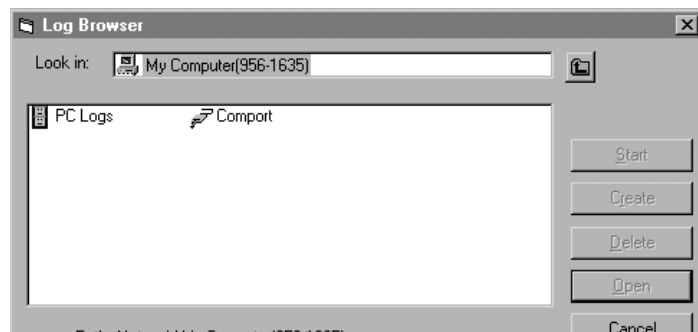 Log Browser
Look in: My Computer(956-1635)
PC Logs Comport
Start
Create
Delete
Open
Cancel